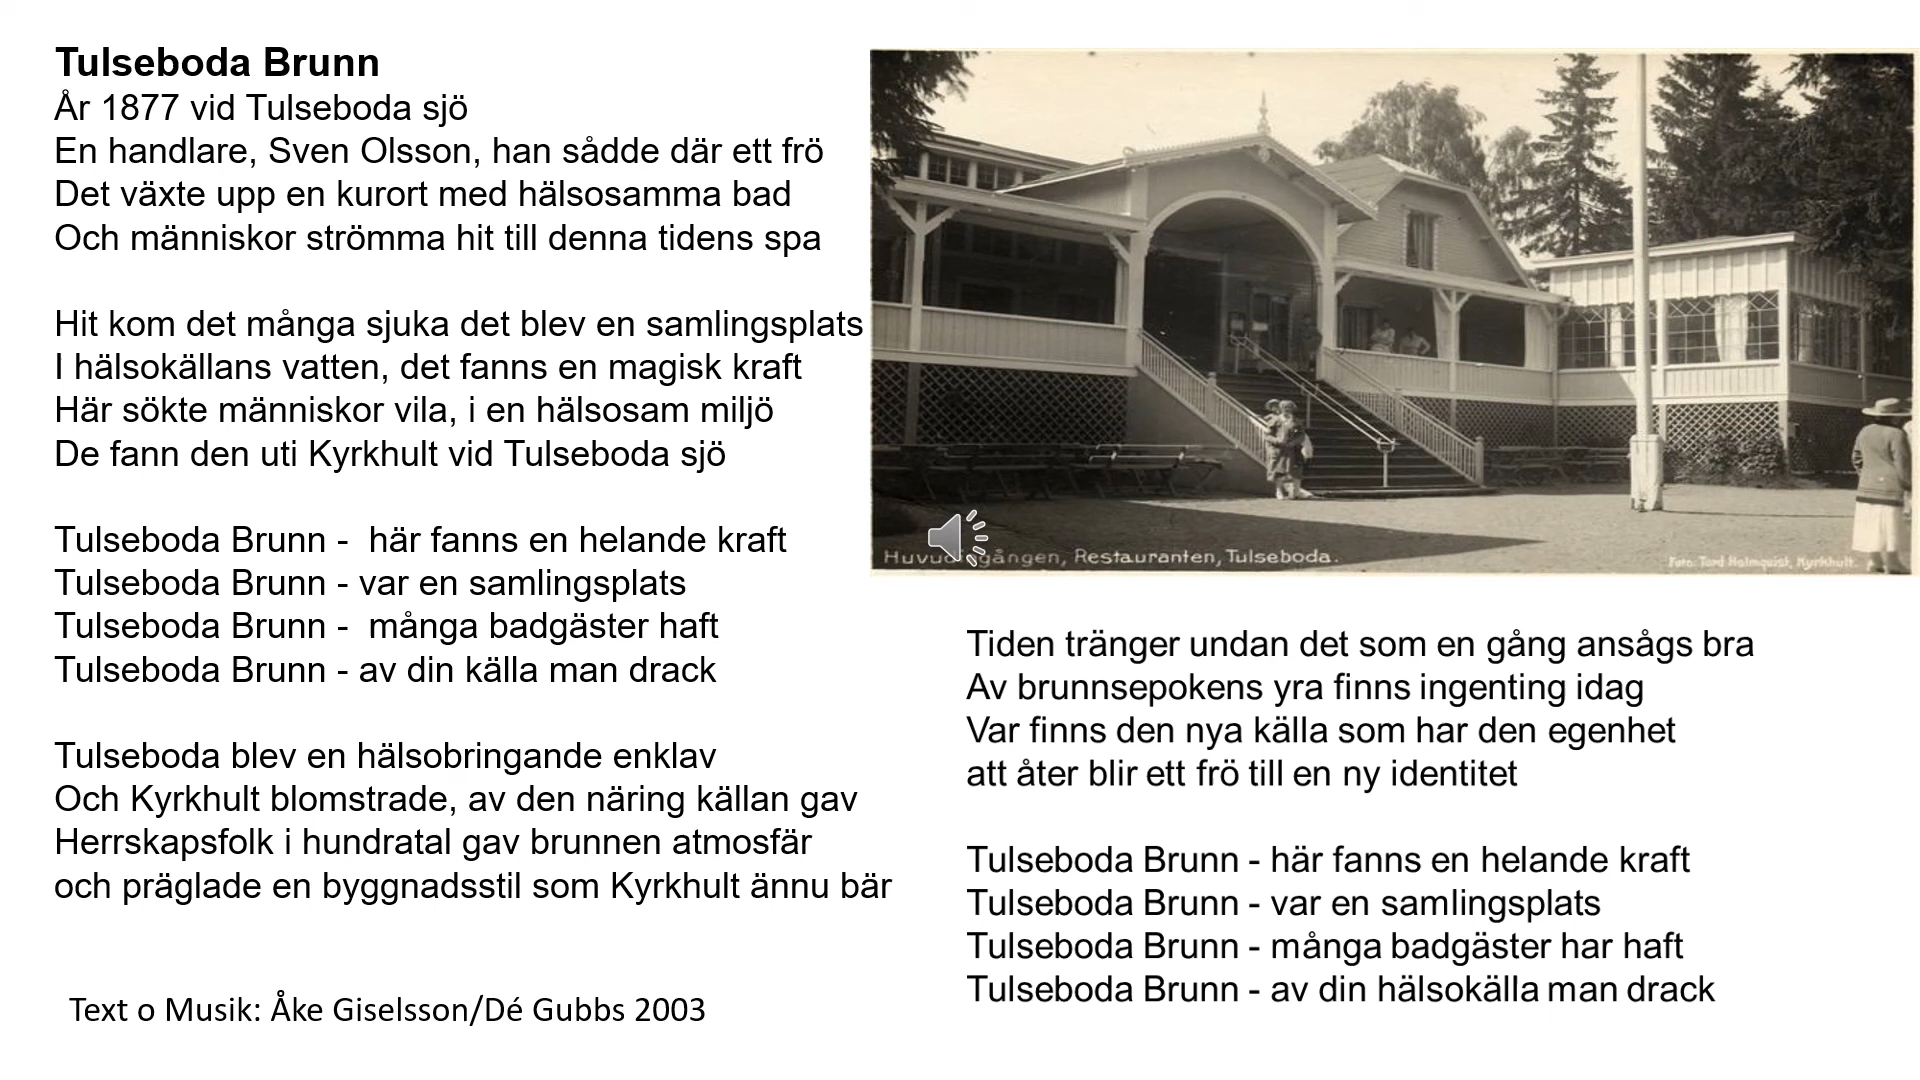 Tulseboda Brunn
År 1877 vid Tulseboda sjö
En handlare, Sven Olsson, han sådde där ett frö
Det växte upp en kurort med hälsosamma bad
Och människor strömma hit till denna tidens spa
Hit kom det många sjuka det blev en samlingsplats
I hälsokällans vatten, det fanns en magisk kraft
Här sökte människor vila, i en hälsosam miljö
De fann den uti Kyrkhult vid Tulseboda sjö
Tulseboda Brunn -  här fanns en helande kraft
Tulseboda Brunn - var en samlingsplats
Tulseboda Brunn -  många badgäster haft
Tulseboda Brunn - av din källa man drack
Tulseboda blev en hälsobringande enklav
Och Kyrkhult blomstrade, av den näring källan gav
Herrskapsfolk i hundratal gav brunnen atmosfär
och präglade en byggnadsstil som Kyrkhult ännu bär
Text o Musik: Åke Giselsson/Dé Gubbs 2003
Restauranten, Tulseboda.
Foto. Tord Holmquist, Kyrkhult.
Tiden tränger undan det som en gång ansågs bra
Av brunnsepokens yra finns ingenting idag
Var finns den nya källa som har den egenhet
att åter blir ett frö till en ny identitet
Tulseboda Brunn - här fanns en helande kraft
Tulseboda Brunn - var en samlingsplats
Tulseboda Brunn - många badgäster har haft
Tulseboda Brunn - av din hälsokälla man drack